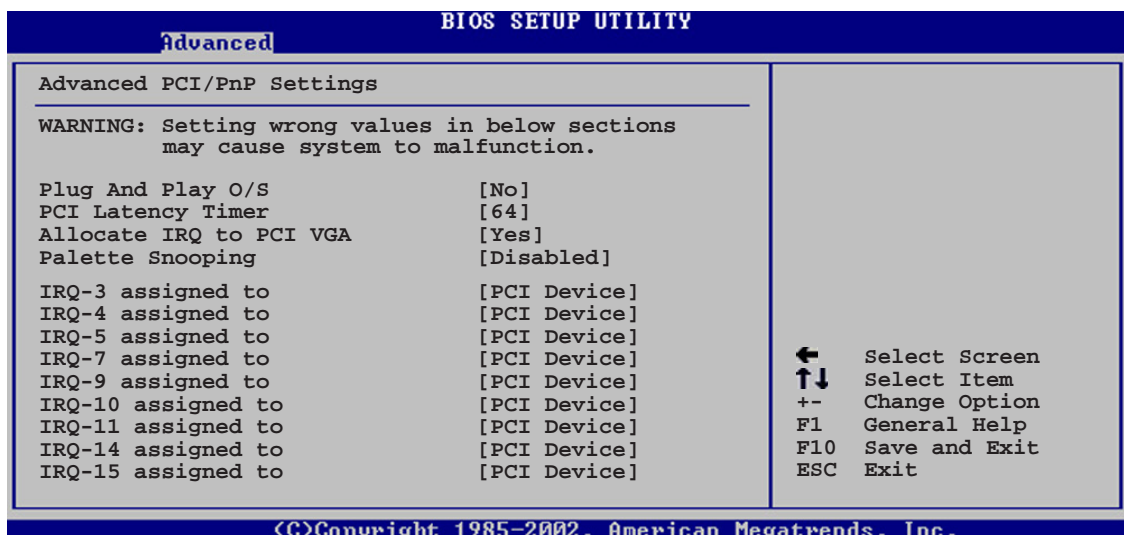 BIOS SETUP UTILITY
Advanced
Advanced PCI/PnP Settings
WARNING: Setting wrong values in below sections
may cause system to malfunction.
Plug And Play O/S [No]
PCI Latency Timer [64]
Allocate IRQ to PCI VGA [Yes]
Palette Snooping [Disabled]
IRQ-3 assigned to [PCI Device]
IRQ-4 assigned to [PCI Device]
IRQ-5 assigned to [PCI Device]
IRQ-7 assigned to [PCI Device]
IRQ-9 assigned to [PCI Device]
IRQ-10 assigned to [PCI Device]
IRQ-11 assigned to [PCI Device]
IRQ-14 assigned to [PCI Device]
IRQ-15 assigned to [PCI Device]
← Select Screen
↑↓ Select Item
+- Change Option
F1 General Help
F10 Save and Exit
ESC Exit
(C)Copyright 1985-2002, American Megatrends, Inc.